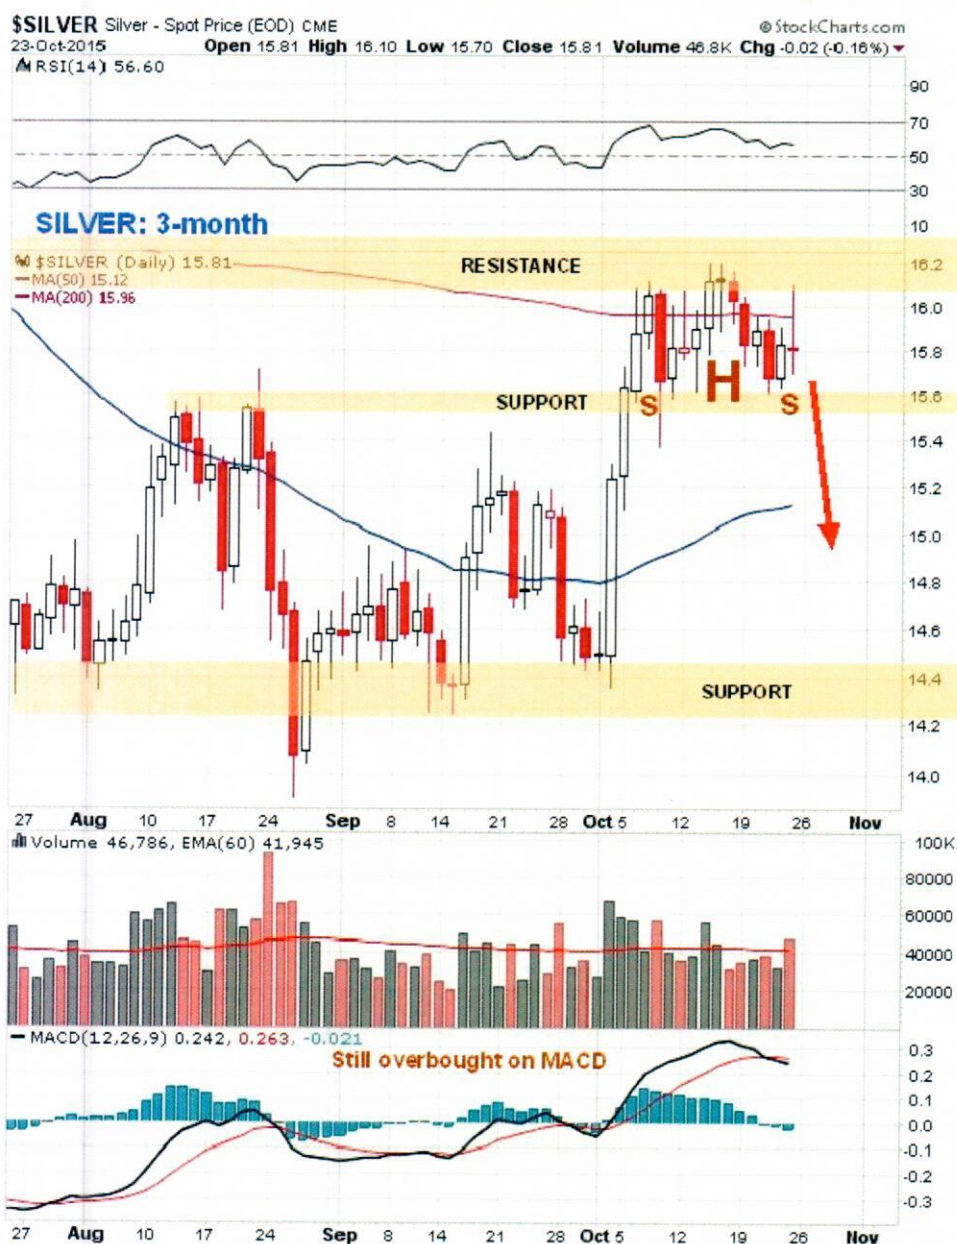 $SILVER Silver - Spot Price (EOD) CME © StockCharts.com
23-Oct-2015 Open 15.81 High 16.10 Low 15.70 Close 15.81 Volume 46.8K Chg -0.02 (-0.16%)
RSI(14) 56.60
90
70
50
30
10
SILVER: 3-month
$SILVER (Daily) 15.81
MA(50) 15.12
MA(200) 15.96
RESISTANCE
16.2
16.0
15.8
15.6
15.4
15.2
15.0
14.8
14.6
14.4
14.2
14.0
SUPPORT
S H S
SUPPORT
27 Aug 10 17 24 Sep 8 14 21 28 Oct 5 12 19 26 Nov
Volume 46,786, EMA(60) 41,945
100K
80000
60000
40000
20000
MACD(12,26,9) 0.242, 0.263, -0.021
Still overbought on MACD
0.3
0.2
0.1
0.0
-0.1
-0.2
-0.3
27 Aug 10 17 24 Sep 8 14 21 28 Oct 5 12 19 26 Nov